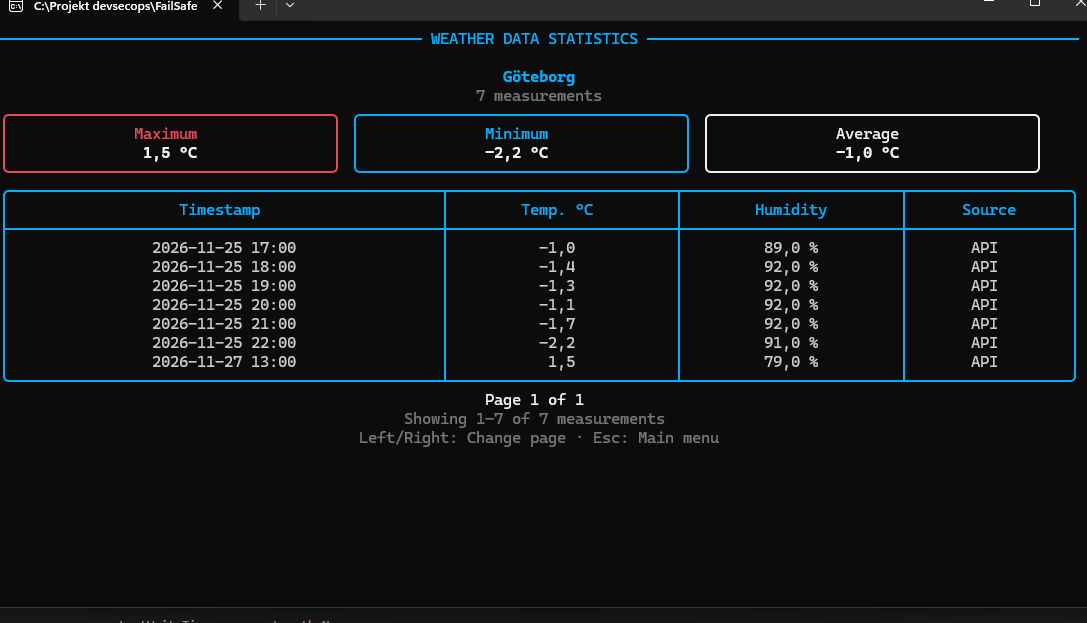 C:\Projekt devsecops\FailSafe
WEATHER DATA STATISTICS
Göteborg
7 measurements
Maximum Minimum Average
1,5 °C -2,2 °C -1,0 °C
Timestamp Temp. °C Humidity Source
2026-11-25 17:00 -1,0 89,0 % API
2026-11-25 18:00 -1,4 92,0 % API
2026-11-25 19:00 -1,3 92,0 % API
2026-11-25 20:00 -1,1 92,0 % API
2026-11-25 21:00 -1,7 92,0 % API
2026-11-25 22:00 -2,2 91,0 % API
2026-11-27 13:00 1,5 79,0 % API
Page 1 of 1
Showing 1-7 of 7 measurements
Left/Right: Change page · Esc: Main menu